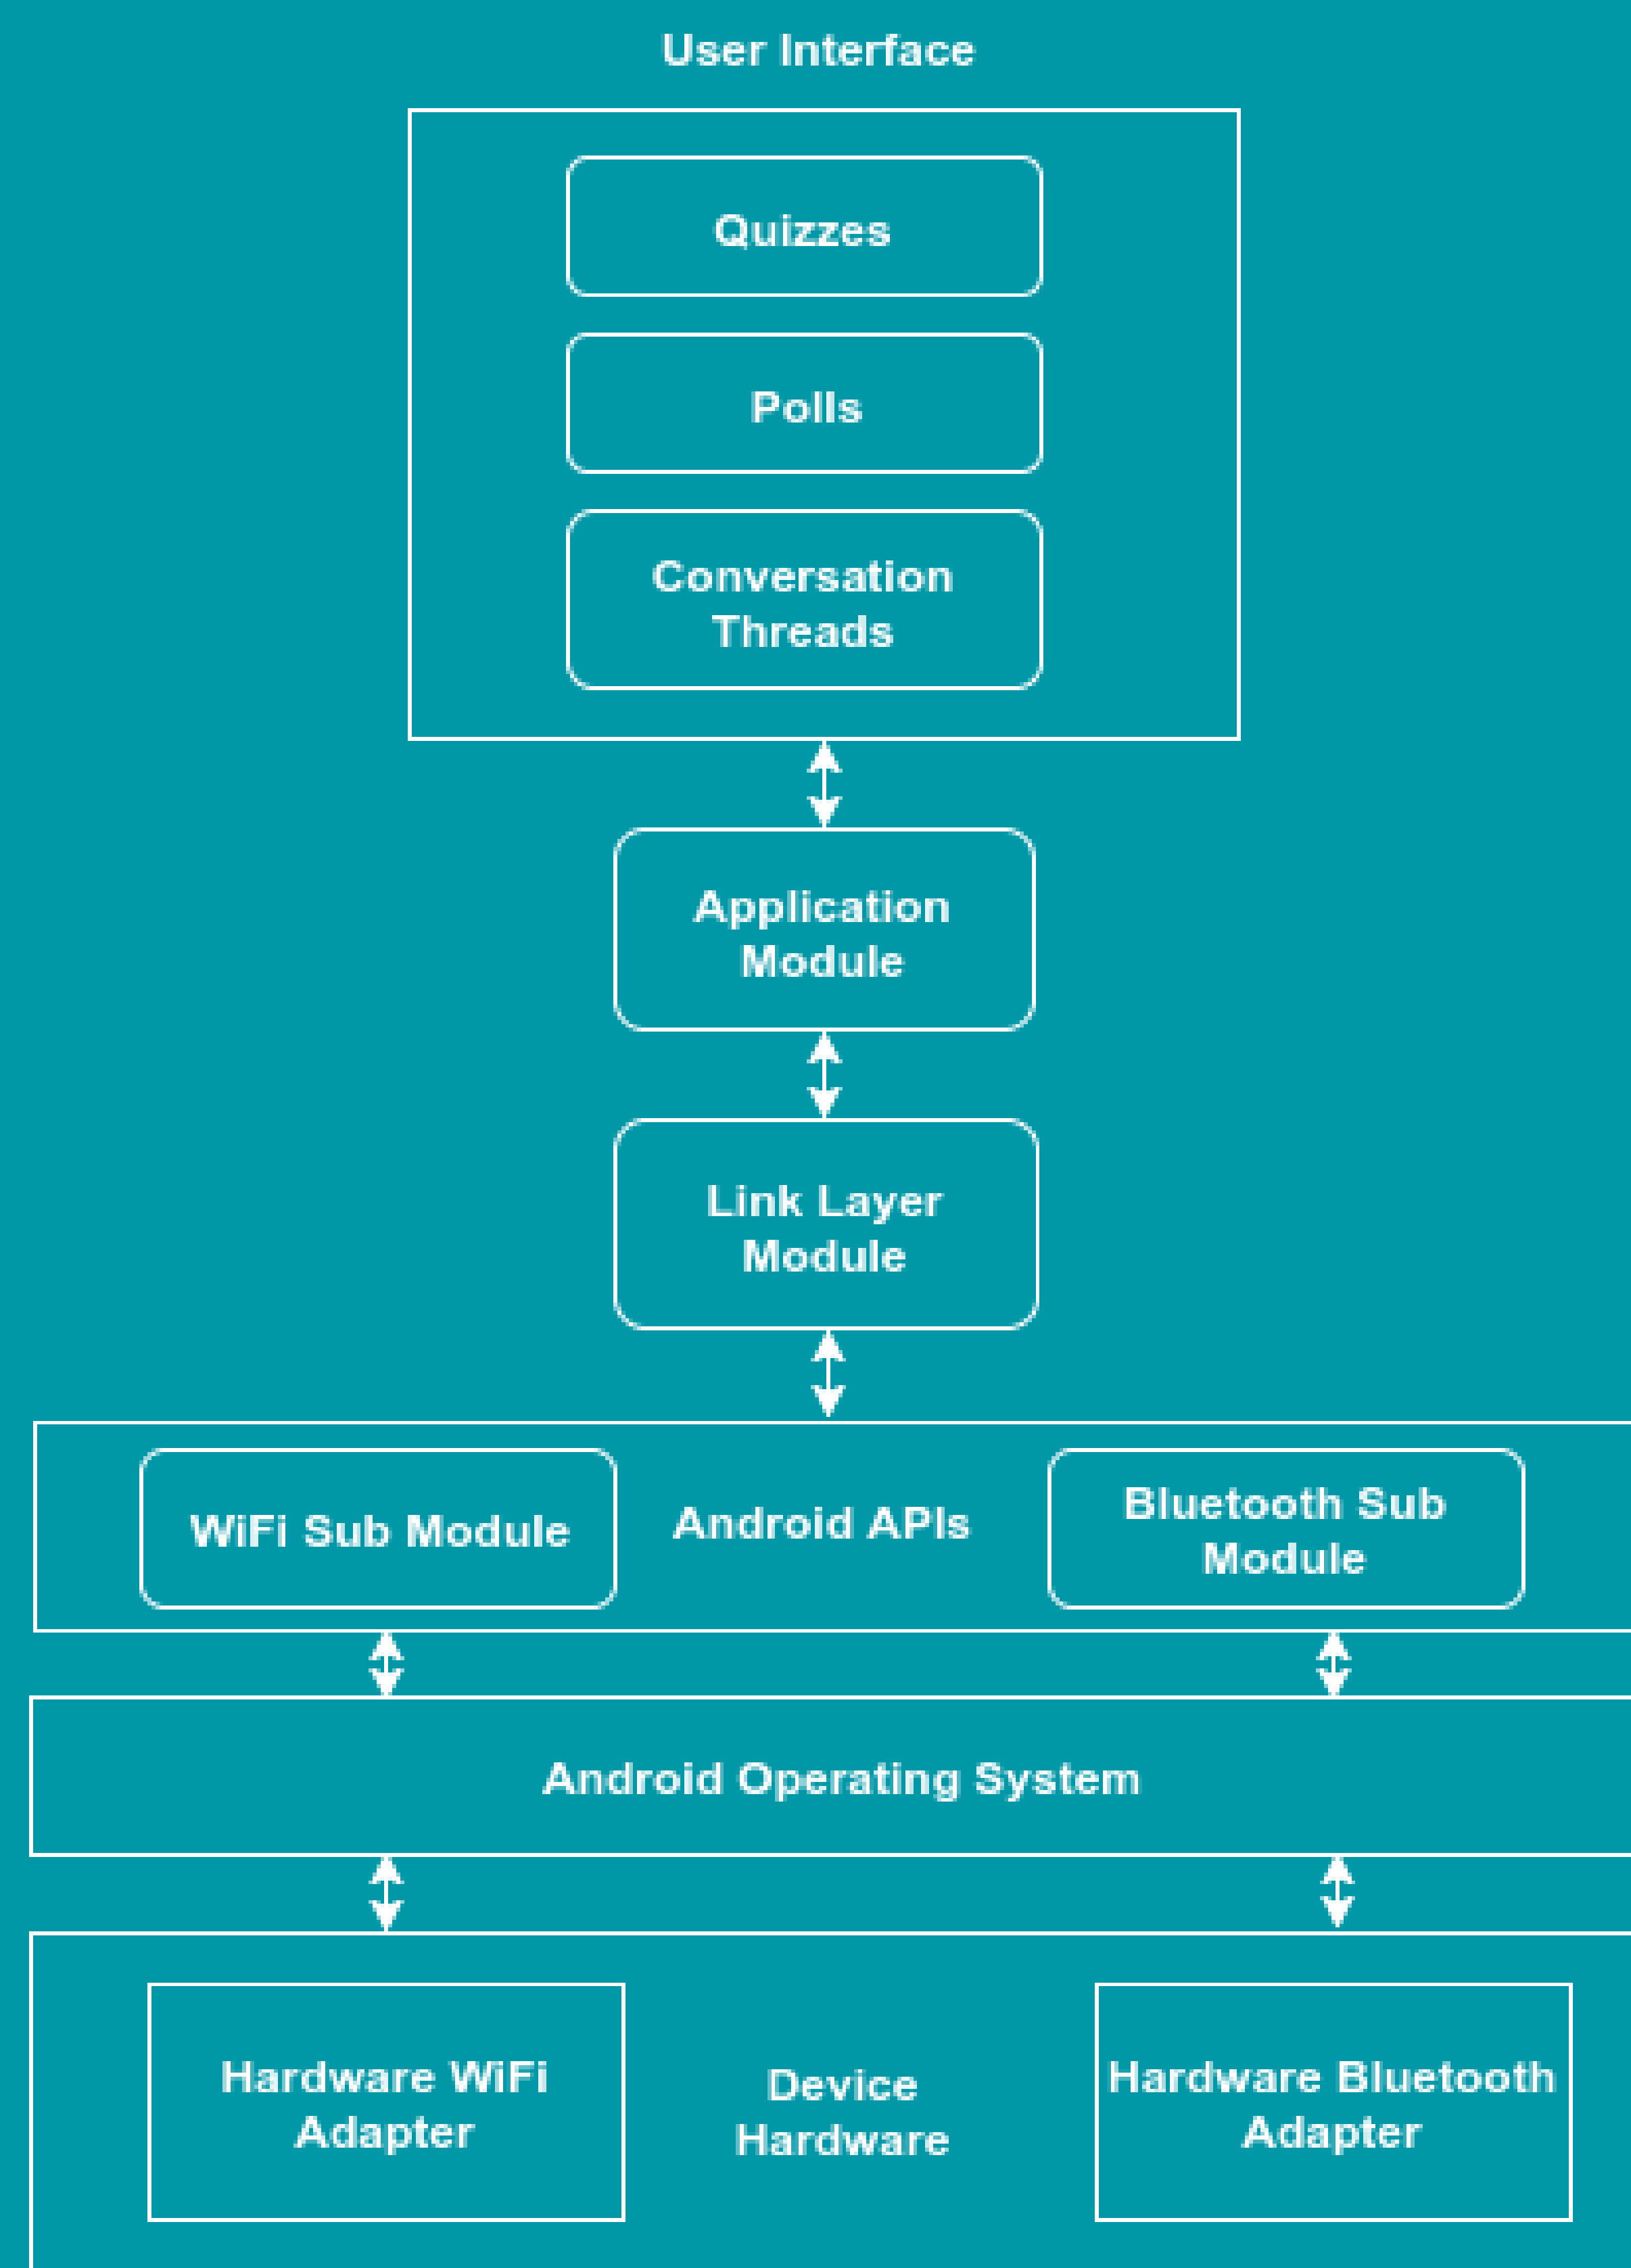 User Interface
Quizzes
Polls
Conversation
Threads
Application
Module
Link Layer
Module
WiFi Sub Module
Android APIs
Bluetooth Sub
Module
Android Operating System
Hardware WiFi
Adapter
Device
Hardware
Hardware Bluetooth
Adapter